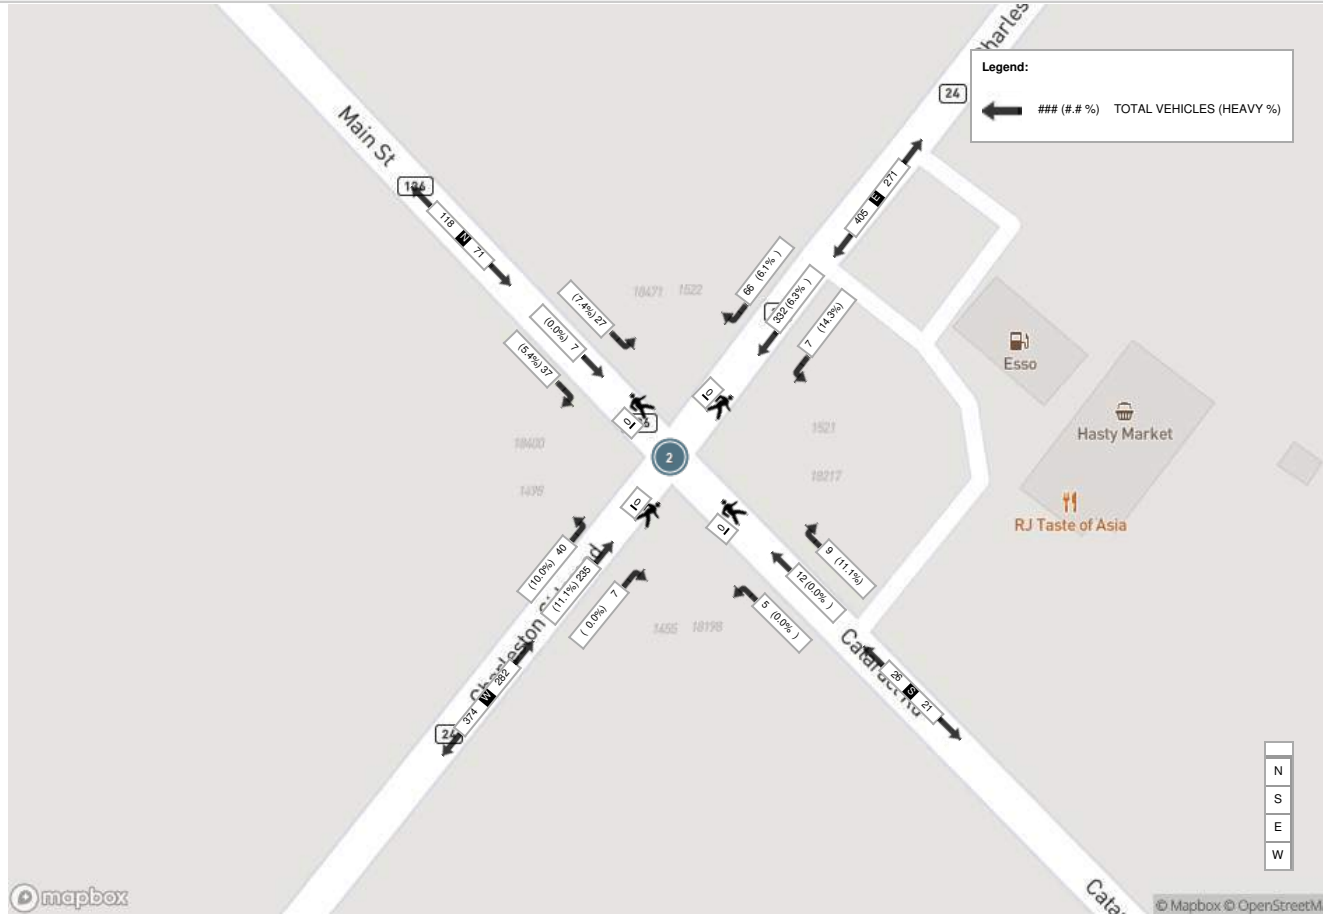 Charles
Legend:
24
### (#.# %) TOTAL VEHICLES (HEAVY %)
Main St
271
E
405
118
N
71
66 (6.1% )
(7.4%) 27
18471 1522
332 (6.3% )
(0.0%) 7
7 (14.3%)
(5.4%) 37
Esso
Hasty Market
0
0
1521
18400
2
18217
1498
0
0
RJ Taste of Asia
(10.0%) 40
9 (11.1%)
(11.1%) 235
12 (0.0% )
( 0.0%) 7
5 (0.0% )
18198
282
W
374
26
S
21
24
N
S
E
W
mapbox
© Mapbox © OpenStreetM